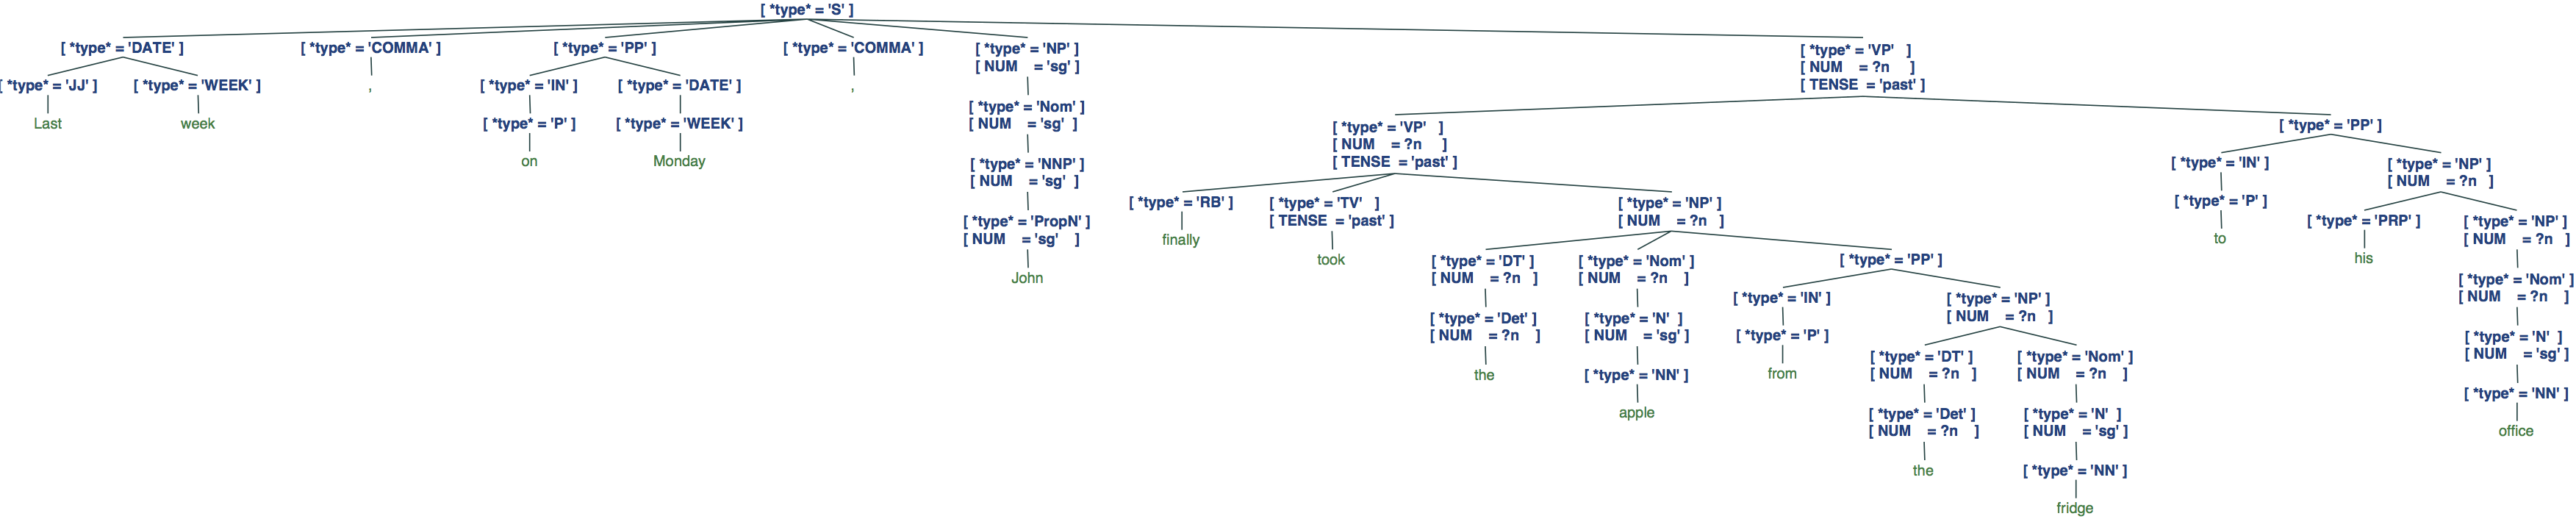 [ *type* = 'S' ]
[ *type* = 'DATE' ] [ *type* = 'COMMA' ] [ *type* = 'PP' ] [ *type* = 'COMMA' ] [ *type* = 'NP' ] [ *type* = 'VP' ]
[ NUM = 'sg' ] [ NUM = ?n ]
[ *type* = 'JJ' ] [ *type* = 'WEEK' ] , [ *type* = 'IN' ] [ *type* = 'DATE' ] , [ TENSE = 'past' ]
[ *type* = 'Nom' ]
Last week [ *type* = 'P' ] [ *type* = 'WEEK' ] [ NUM = 'sg' ] [ *type* = 'VP' ] [ *type* = 'PP' ]
[ NUM = ?n ]
on Monday [ *type* = 'NNP' ] [ TENSE = 'past' ] [ *type* = 'IN' ] [ *type* = 'NP' ]
[ NUM = 'sg' ] [ NUM = ?n ]
[ *type* = 'RB' ] [ *type* = 'TV' ] [ *type* = 'NP' ] [ *type* = 'P' ]
[ *type* = 'PropN' ] [ TENSE = 'past' ] [ NUM = ?n ] [ *type* = 'PRP' ] [ *type* = 'NP' ]
[ NUM = 'sg' ] finally to [ NUM = ?n ]
took [ *type* = 'DT' ] [ *type* = 'Nom' ] [ *type* = 'PP' ] his
John [ NUM = ?n ] [ NUM = ?n ] [ *type* = 'Nom' ]
[ *type* = 'IN' ] [ *type* = 'NP' ] [ NUM = ?n ]
[ *type* = 'Det' ] [ *type* = 'N' ] [ NUM = ?n ]
[ NUM = ?n ] [ NUM = 'sg' ] [ *type* = 'P' ] [ *type* = 'N' ]
[ *type* = 'DT' ] [ *type* = 'Nom' ] [ NUM = 'sg' ]
the [ *type* = 'NN' ] from [ NUM = ?n ] [ NUM = ?n ]
[ *type* = 'NN' ]
apple [ *type* = 'Det' ] [ *type* = 'N' ]
[ NUM = ?n ] [ NUM = 'sg' ] office
the [ *type* = 'NN' ]
fridge